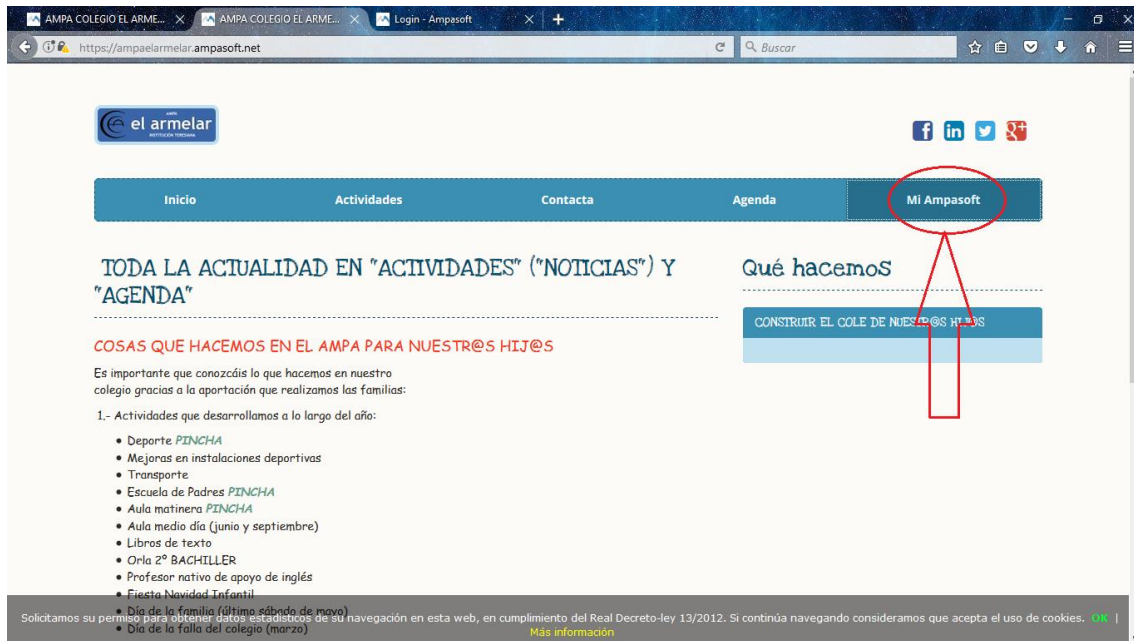 AMPA COLEGIO EL ARME...
AMPA COLEGIO EL ARME...
Login - Ampasoft
https://ampaelarmelar.ampasoft.net
Buscar
AMPA
el armelar
INSTITUCIÓN TERESIANA
Inicio
Actividades
Contacta
Agenda
Mi Ampasoft
TODA LA ACTUALIDAD EN "ACTIVIDADES" ("NOTICIAS") Y
"AGENDA"
Qué hacemos
CONSTRUIR EL COLE DE NUESTR@S HIJ@S
COSAS QUE HACEMOS EN EL AMPA PARA NUESTR@S HIJ@S
Es importante que conozcáis lo que hacemos en nuestro
colegio gracias a la aportación que realizamos las familias:
1.- Actividades que desarrollamos a lo largo del año:
• Deporte PINCHA
• Mejoras en instalaciones deportivas
• Transporte
• Escuela de Padres PINCHA
• Aula matinera PINCHA
• Aula medio día (junio y septiembre)
• Libros de texto
• Orla 2º BACHILLER
• Profesor nativo de apoyo de inglés
• Fiesta Navidad Infantil
• Día de la familia (último sábado de mayo)
• Día de la falla del colegio (marzo)
Solicitamos su permiso para obtener datos estadísticos de su navegación en esta web, en cumplimiento del Real Decreto-ley 13/2012. Si continúa navegando consideramos que acepta el uso de cookies. OK |
Más información